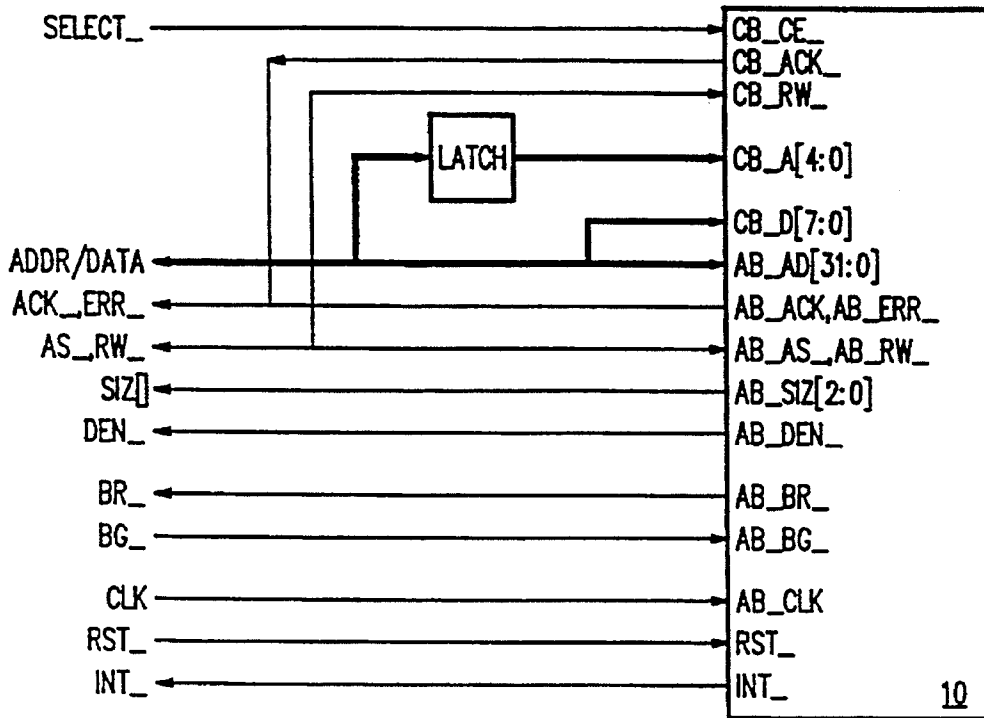 SELECT_ CB_CE_
CB_ACK_
CB_RW_
LATCH CB_A[4:0]
CB_D[7:0]
ADDR/DATA AB_AD[31:0]
ACK_,ERR_ AB_ACK,AB_ERR_
AS_,RW_ AB_AS_,AB_RW_
SIZ[] AB_SIZ[2:0]
DEN_ AB_DEN_
BR_ AB_BR_
BG_ AB_BG_
CLK AB_CLK
RST_ RST_
INT_ INT_
10